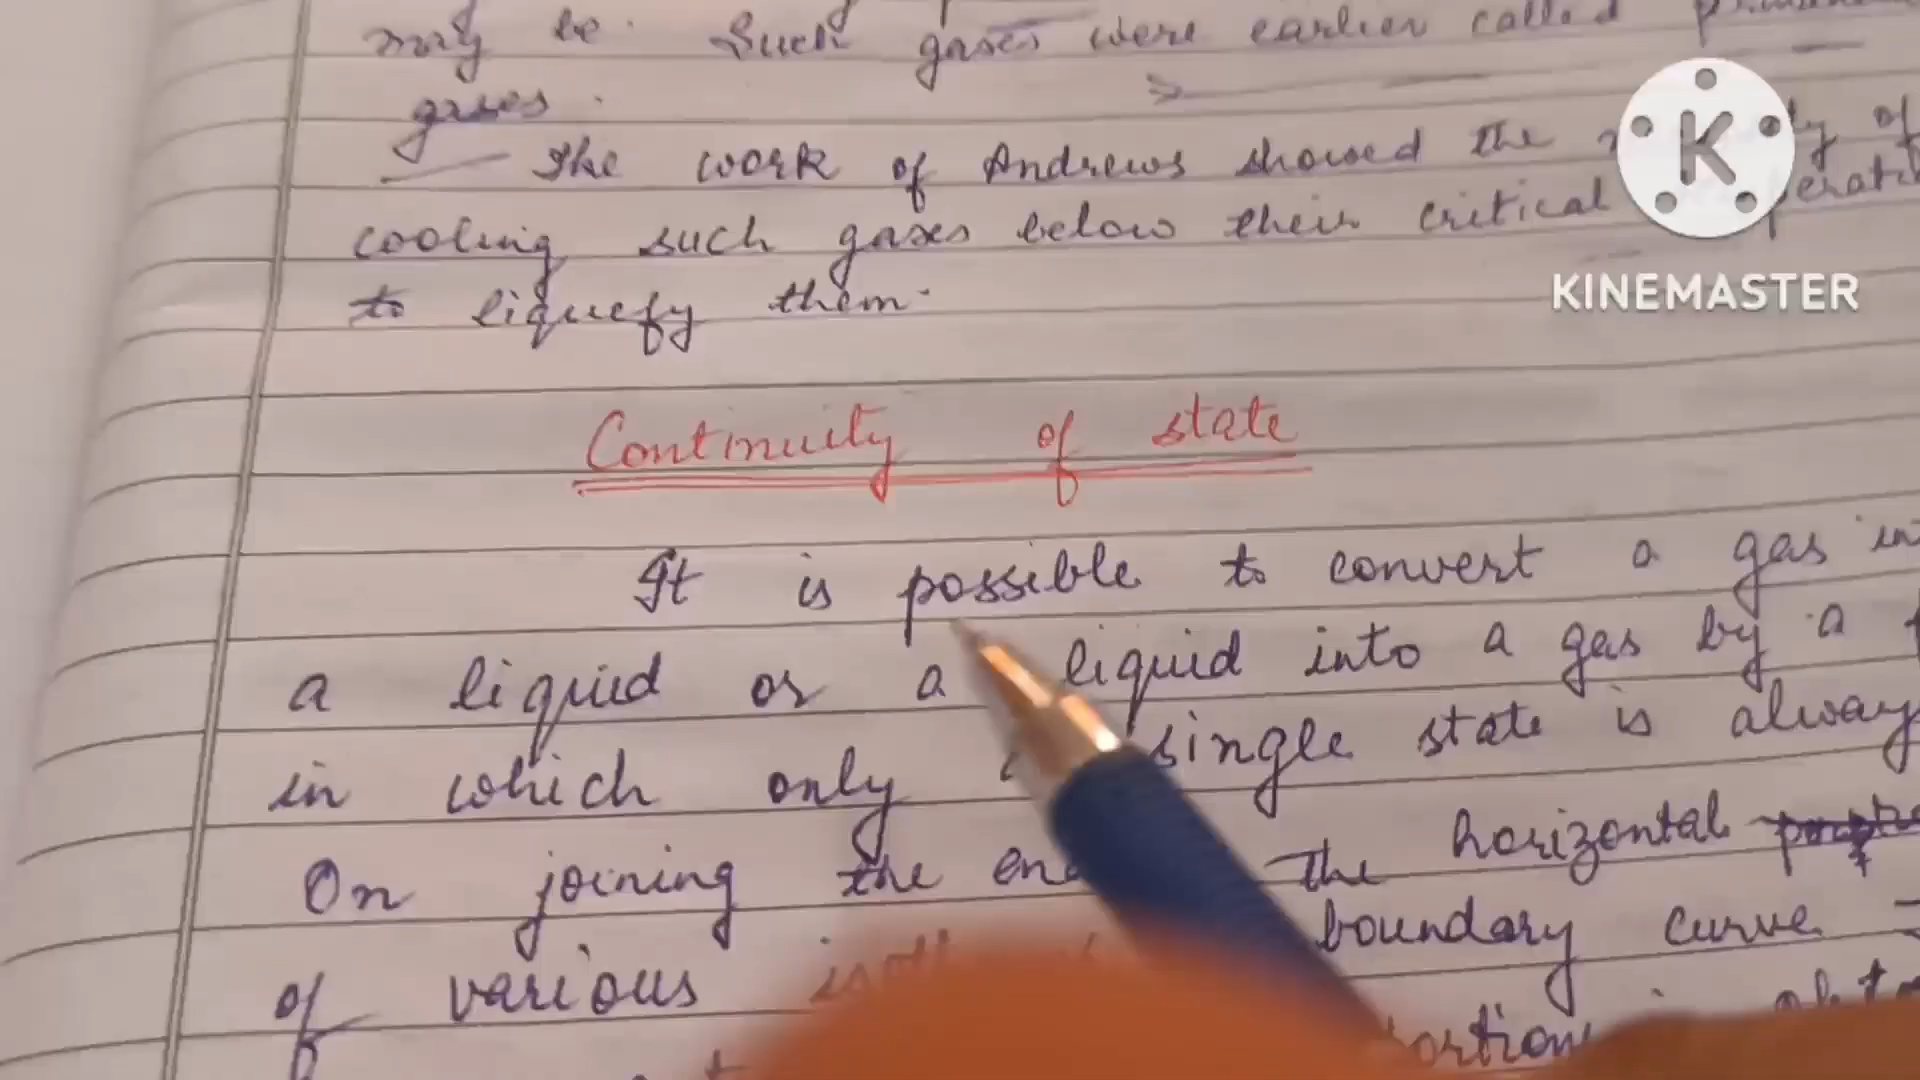 may be. Such gases were earlier called
gases.
The work of Andrews showed the of
cooling such gases below their critical
to liquefy them.
K
KINEMASTER
Continuity of state
It is possible to convert a gas
a liquid or a liquid into a gas by a
in which only single state is
On joining the the horizontal
of various boundary curve